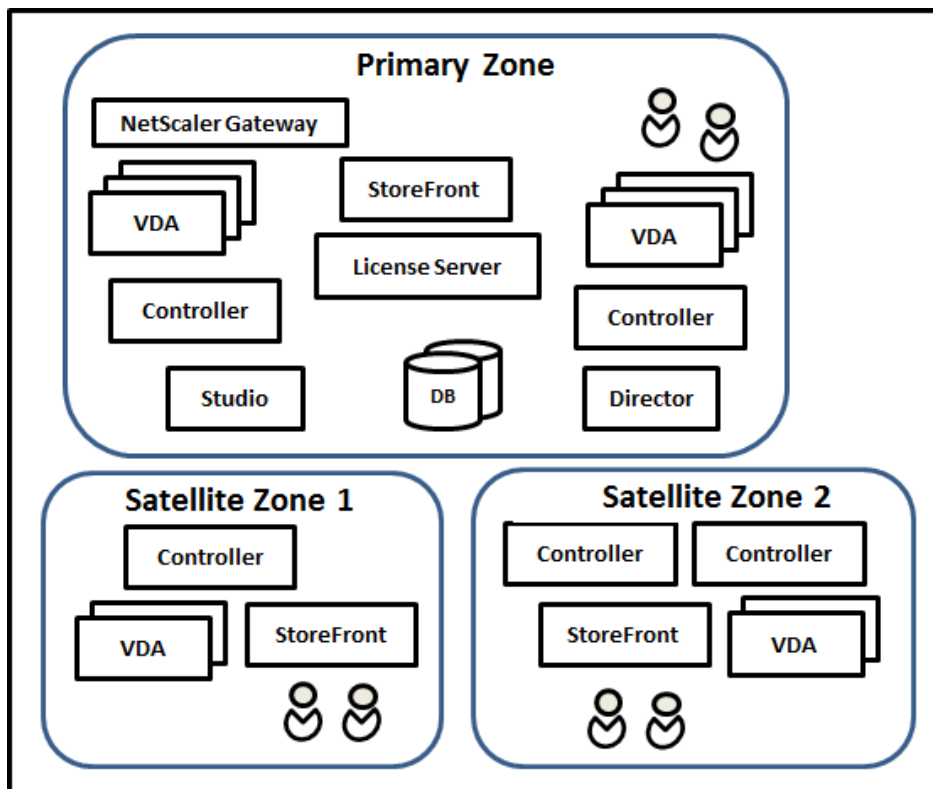 Primary Zone
NetScaler Gateway
StoreFront
VDA
VDA
License Server
Controller
Controller
Studio
DB
Director
Satellite Zone 1
Controller
VDA
StoreFront
Satellite Zone 2
Controller
Controller
StoreFront
VDA